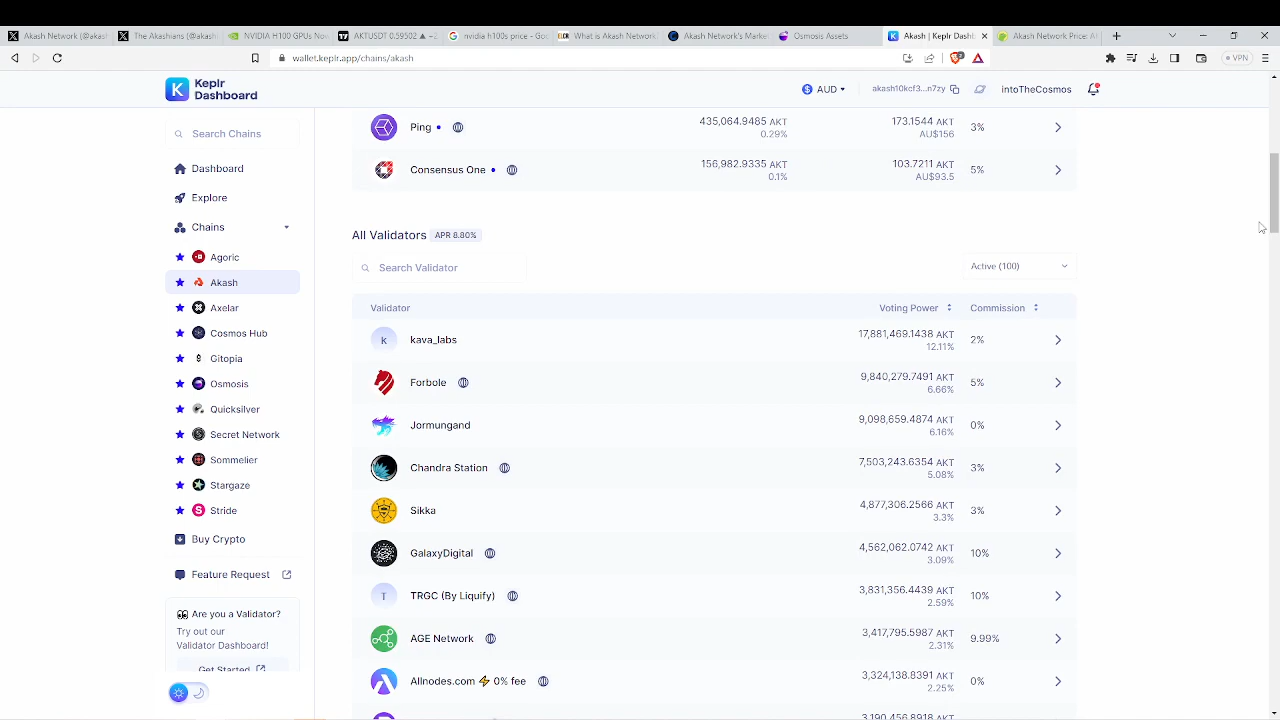 Akash Network (@akash
The Akashians (@akash
NVIDIA H100 GPUs Now
AKTUSDT 0.59502 ▲ −2
nvidia h100s price - Goo
What is Akash Network
Akash Network's Marke
Osmosis Assets
Akash | Keplr Dashboar
Akash Network Price: A
wallet.keplr.app/chains/akash
VPN
Keplr
Dashboard
AUD
akash10kcf3...n7zy
intoTheCosmos
Search Chains
Dashboard
Explore
Chains
Agoric
Akash
Axelar
Cosmos Hub
Gitopia
Osmosis
Quicksilver
Secret Network
Sommelier
Stargaze
Stride
Buy Crypto
Feature Request
Are you a Validator?
Try out our
Validator Dashboard!
Get Started
Ping 435,064.9485 AKT 173.1544 AKT 3%
0.29% AU$156
Consensus One 156,982.9335 AKT 103.7211 AKT 5%
0.1% AU$93.5
All Validators APR 8.80%
Search Validator Active (100)
Validator Voting Power Commission
K kava_labs 17,881,469.1438 AKT 2%
12.11%
Forbole 9,840,279.7491 AKT 5%
6.66%
Jormungand 9,098,659.4874 AKT 0%
6.16%
Chandra Station 7,503,243.6354 AKT 3%
5.08%
Sikka 4,877,306.2566 AKT 3%
3.3%
GalaxyDigital 4,562,062.0742 AKT 10%
3.09%
T TRGC (By Liquify) 3,831,356.4439 AKT 10%
2.59%
AGE Network 3,417,795.5987 AKT 9.99%
2.31%
Allnodes.com ⚡ 0% fee 3,324,138.8391 AKT 0%
2.25%
3,190,456.8918 AKT